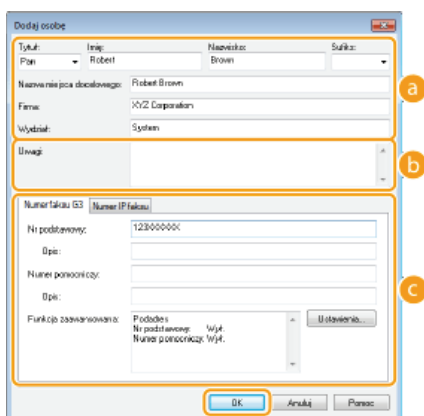 Dodaj osobę
Tytuł: Imię: Nazwisko: Sufiks:
Pan Robert Brown
Nazwa miejsca docelowego: Robert Brown
Firma: XYZ Corporation
Wydział: System
a
Uwagi:
b
Numer faksu G3 Numer IP faksu
Nr podstawowy: 123XXXXXX
Opis:
Numer pomocniczy:
Opis:
Funkcja zaawansowana: Podadres Ustawienia...
Nr podstawowy: Wył.
Numer pomocniczy: Wył.
c
OK Anuluj Pomoc